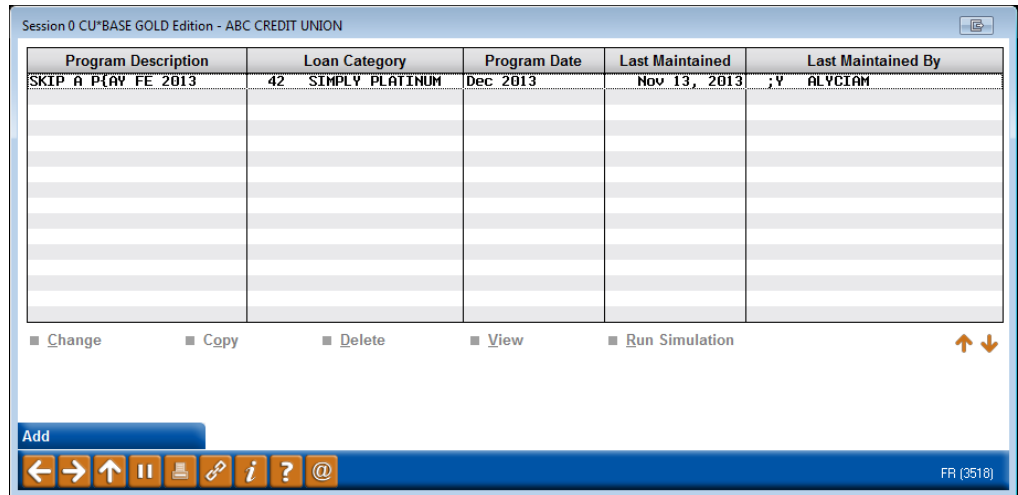 Session 0 CU*BASE GOLD Edition - ABC CREDIT UNION
Program Description Loan Category Program Date Last Maintained Last Maintained By
SKIP A P{AY FE 2013 42 SIMPLY PLATINUM Dec 2013 Nov 13, 2013 ;Y ALYCIAM
Change Copy Delete View Run Simulation
Add
i ? @ FR (3518)